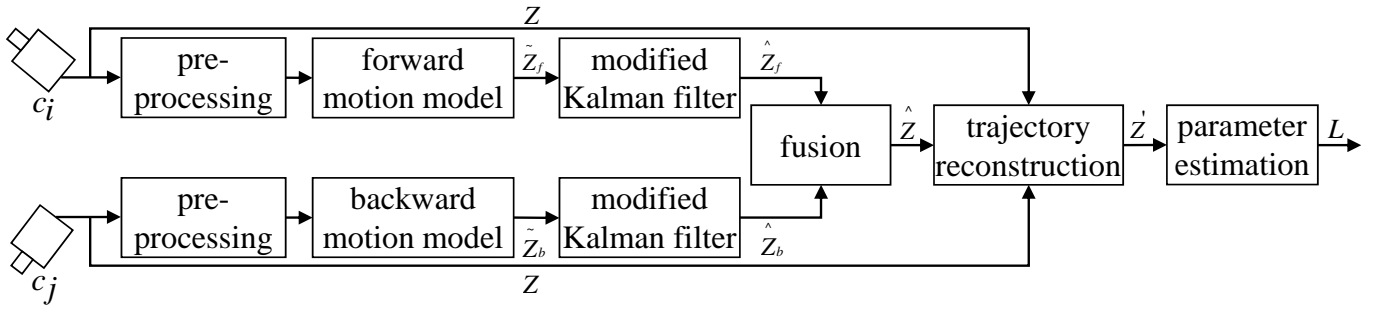 Z
pre-
processing
forward
motion model
Z̃f
modified
Kalman filter
Ẑf
ci
fusion
Ẑ
trajectory
reconstruction
Z'
parameter
estimation
L
pre-
processing
backward
motion model
Z̃b
modified
Kalman filter
Ẑb
cj
Z